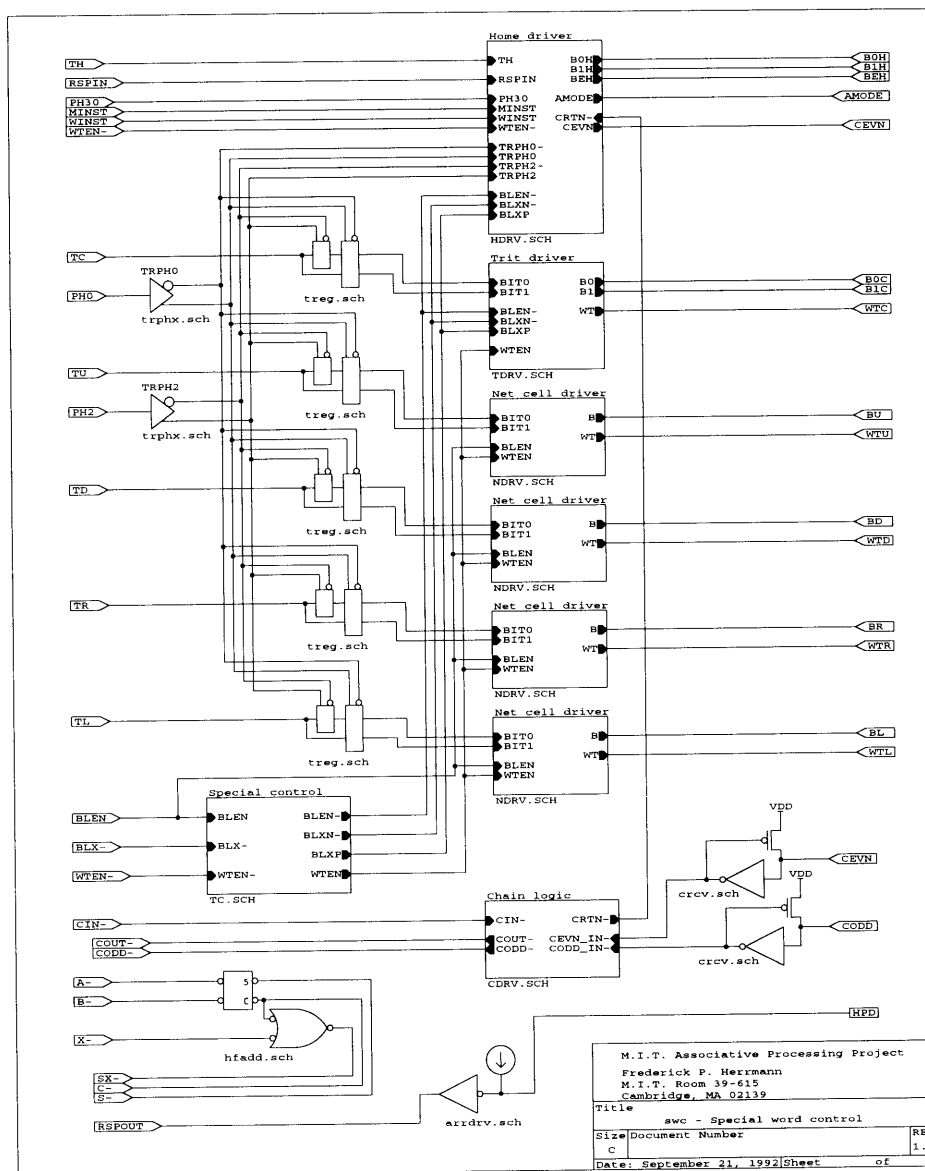 Home driver
TH
TH
B0H
B0H
B1H
B1H
BEH
BEH
RSPIN
RSPIN
PH30
PH30
AMODE
AMODE
MINST
MINST
WINST
WINST
CRTN-
WTEN-
WTEN-
CEVN
CEVN
TRPH0-
TRPH0
TRPH2-
TRPH2
BLEN-
BLXN-
BLXP
HDRV.SCH
TC
treg.sch
TRPH0
PH0
trphx.sch
Trit driver
BIT0
BIT1
B0
B1
B0C
B1C
BLEN-
BLXN-
BLXP
WT
WTC
WTEN
TDRV.SCH
TU
treg.sch
TRPH2
PH2
trphx.sch
Net cell driver
BIT0
BIT1
B
BU
WT
WTU
BLEN
WTEN
NDRV.SCH
TD
treg.sch
Net cell driver
BIT0
BIT1
B
BD
WT
WTD
BLEN
WTEN
NDRV.SCH
TR
treg.sch
Net cell driver
BIT0
BIT1
B
BR
WT
WTR
BLEN
WTEN
NDRV.SCH
TL
treg.sch
Net cell driver
BIT0
BIT1
B
BL
WT
WTL
BLEN
WTEN
NDRV.SCH
Special control
BLEN
BLEN
BLEN-
BLX-
BLX-
BLXN-
BLXP
WTEN-
WTEN-
WTEN
TC.SCH
VDD
CEVN
crcv.sch
VDD
CODD
crcv.sch
Chain logic
CIN-
CIN-
CRTN-
COUT-
COUT-
CEVN_IN-
CODD-
CODD-
CODD_IN-
CDRV.SCH
A-
S
B-
C
X-
hfadd.sch
SX-
C-
S-
HPD
RSPOUT
arrdrv.sch
M.I.T. Associative Processing Project
Frederick P. Herrmann
M.I.T. Room 39-615
Cambridge, MA 02139
Title
swc - Special word control
Size Document Number
RE
C
1.
Date: September 21, 1992 Sheet of